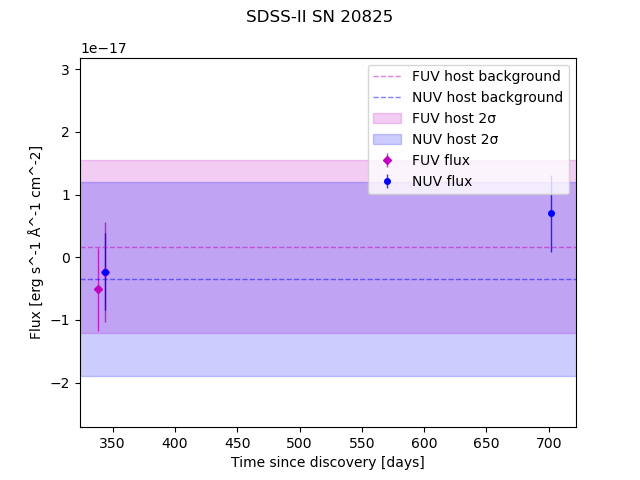 SDSS-II SN 20825
1e−17
FUV host background
NUV host background
FUV host 2σ
NUV host 2σ
FUV flux
NUV flux
3
2
1
0
−1
−2
Flux [erg s^-1 Å^-1 cm^-2]
350 400 450 500 550 600 650 700
Time since discovery [days]